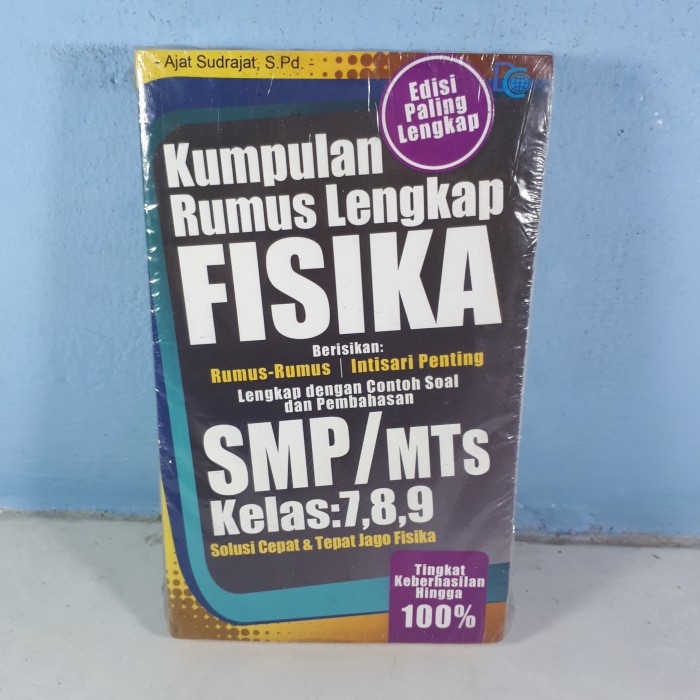 - Ajat Sudrajat, S.Pd. -
Edisi
Paling
Lengkap
Kumpulan
Rumus Lengkap
FISIKA
Berisikan:
Rumus-Rumus | Intisari Penting
Lengkap dengan Contoh Soal
dan Pembahasan
SMP/MTs
Kelas:7,8,9
Solusi Cepat & Tepat Jago Fisika
Tingkat
Keberhasilan
Hingga
100%